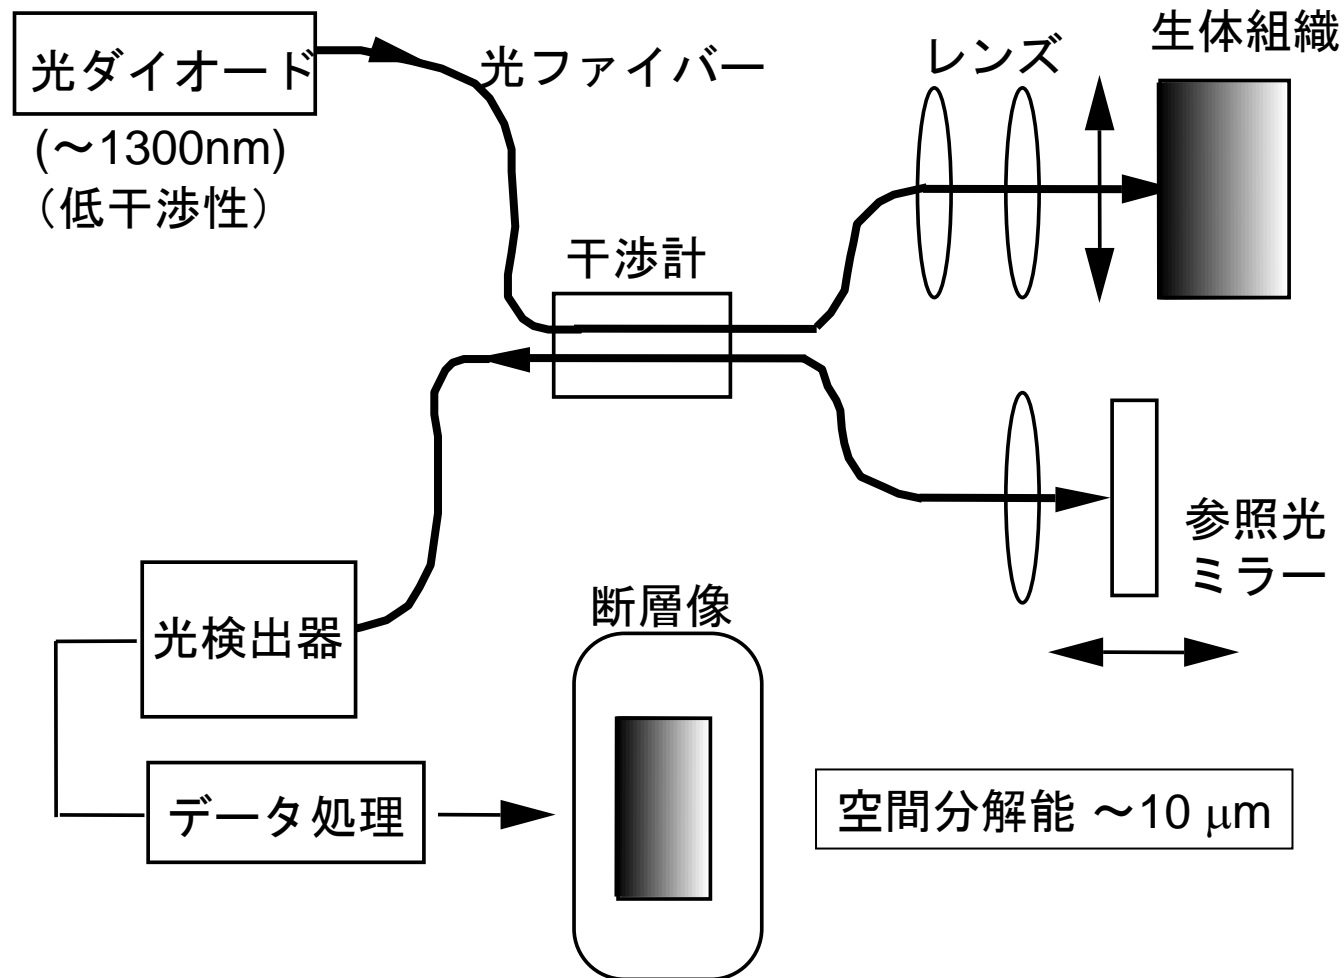 光ダイオード
(～1300nm)
（低干渉性）
光ファイバー
レンズ
生体組織
干渉計
参照光
ミラー
光検出器
断層像
データ処理
空間分解能 ～10 μm